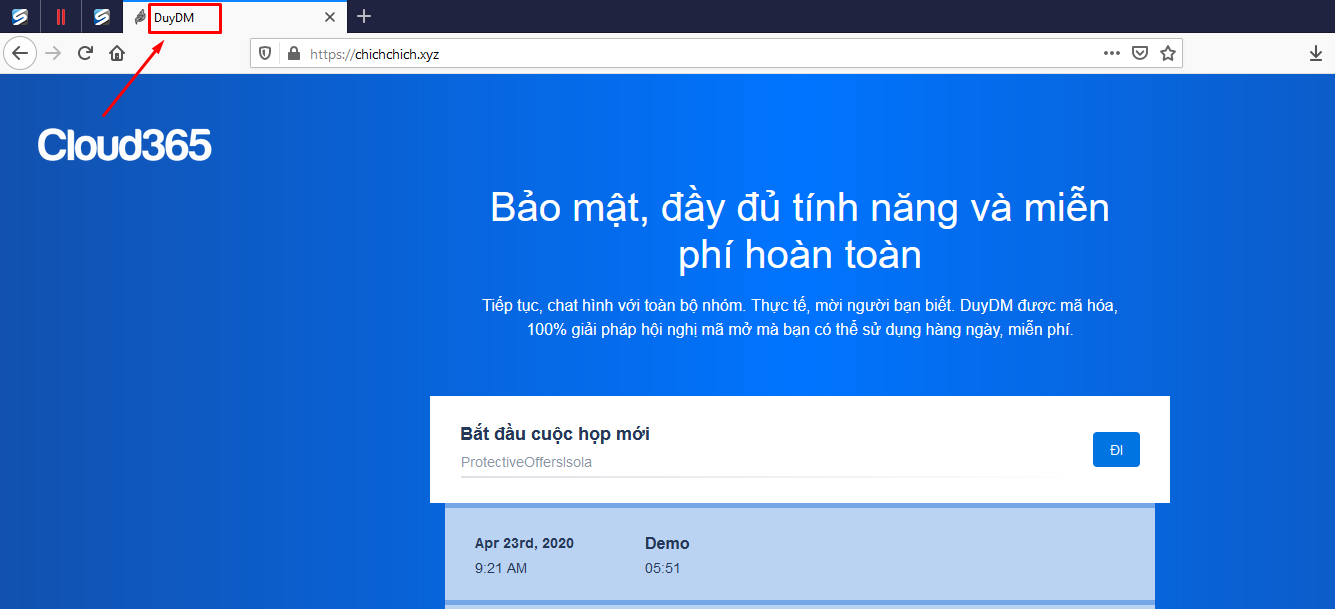 DuyDM
https://chichchich.xyz
Cloud365
Bảo mật, đầy đủ tính năng và miễn
phí hoàn toàn
Tiếp tục, chat hình với toàn bộ nhóm. Thực tế, mời người bạn biết. DuyDM được mã hóa,
100% giải pháp hội nghị mã mở mà bạn có thể sử dụng hàng ngày, miễn phí.
Bắt đầu cuộc họp mới
ProtectiveOffersIsola
ĐI
Apr 23rd, 2020 Demo
9:21 AM 05:51